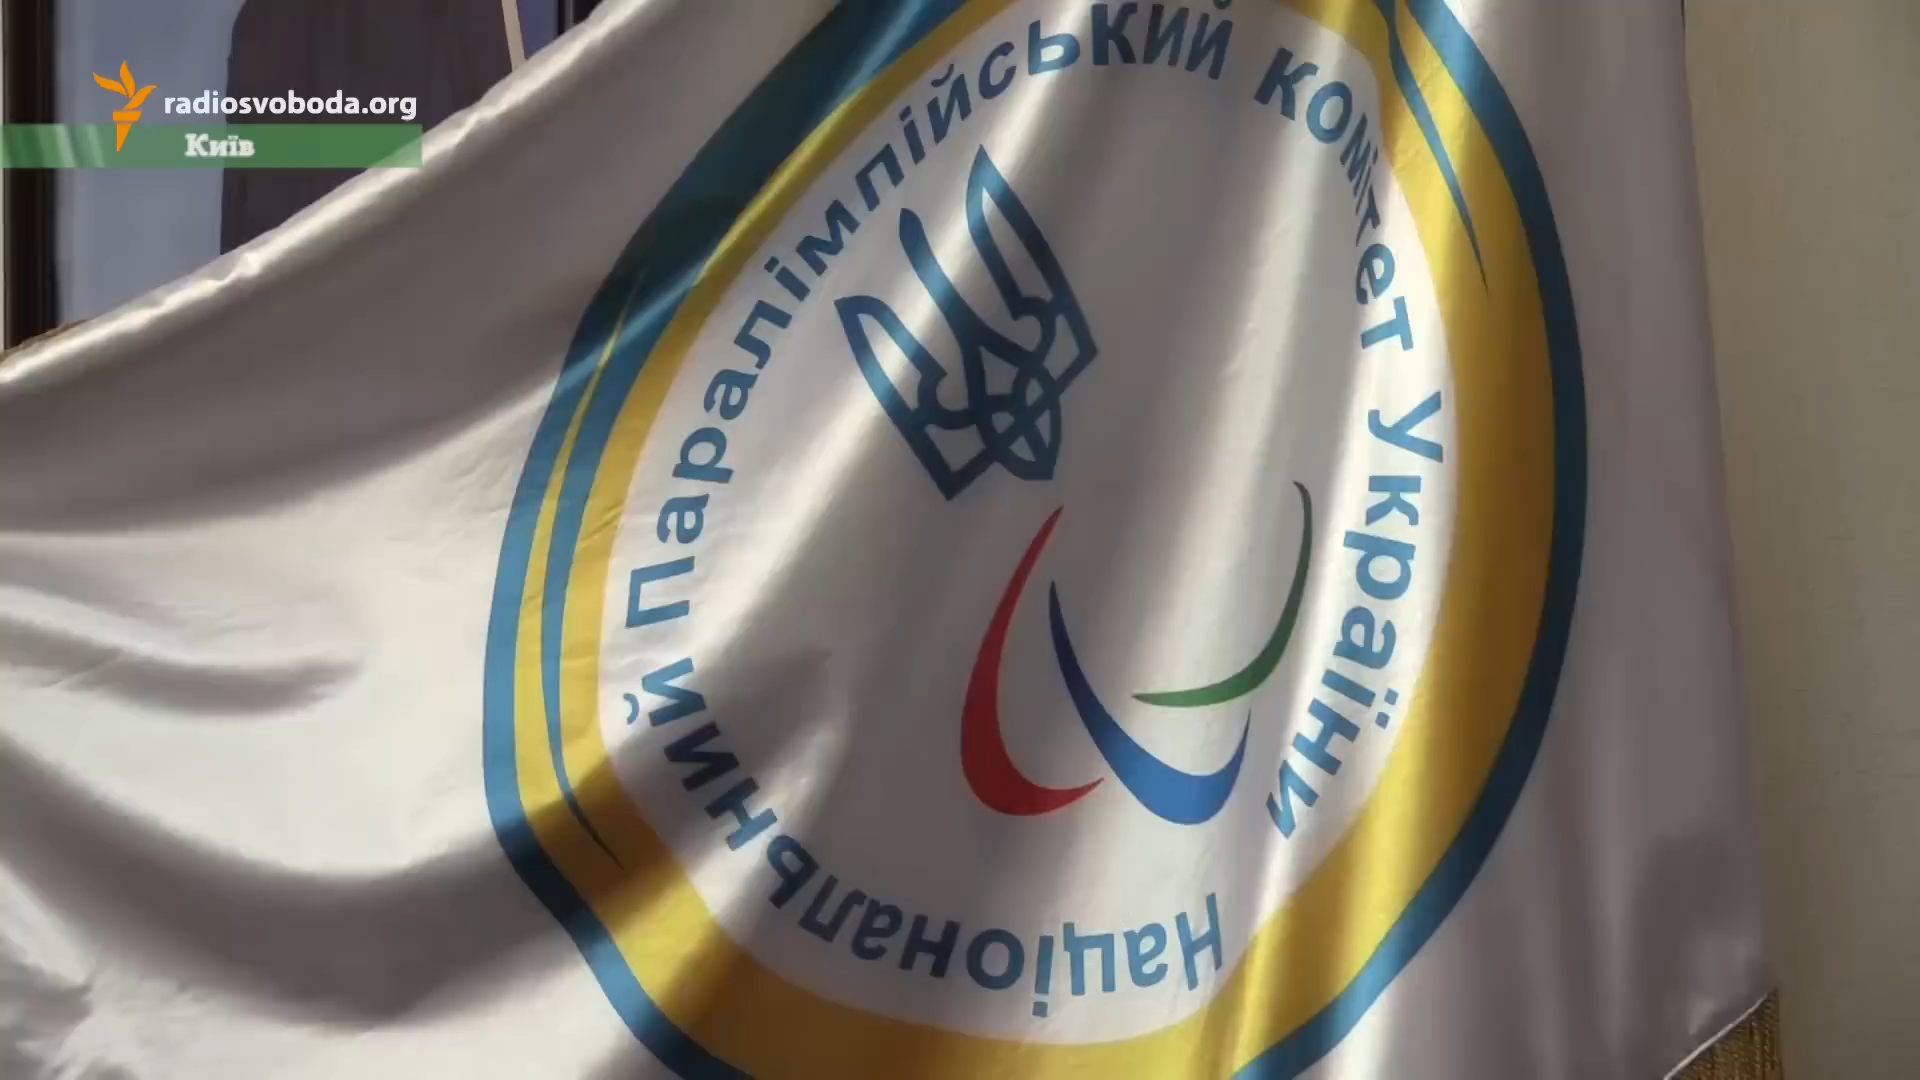 radiosvoboda.org
Київ
Національний Паралімпійський комітет України